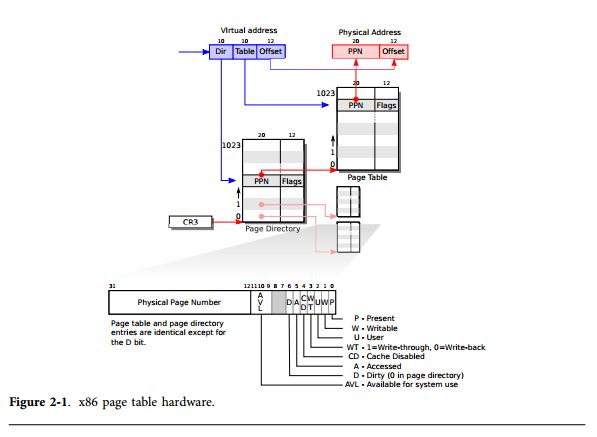 Virtual address
Physical Address
10 10 12
20 12
Dir Table Offset
PPN Offset
20 12
1023
PPN Flags
20 12
1023
1
0
Page Table
PPN Flags
1
0
CR3
Page Directory
31 12 11 10 9 8 7 6 5 4 3 2 1 0
Physical Page Number
A V L
D A C D W T U W P
Page table and page directory
entries are identical except for
the D bit.
P • Present
W • Writable
U • User
WT • 1=Write-through, 0=Write-back
CD • Cache Disabled
A • Accessed
D • Dirty (0 in page directory)
AVL • Available for system use
Figure 2-1. x86 page table hardware.